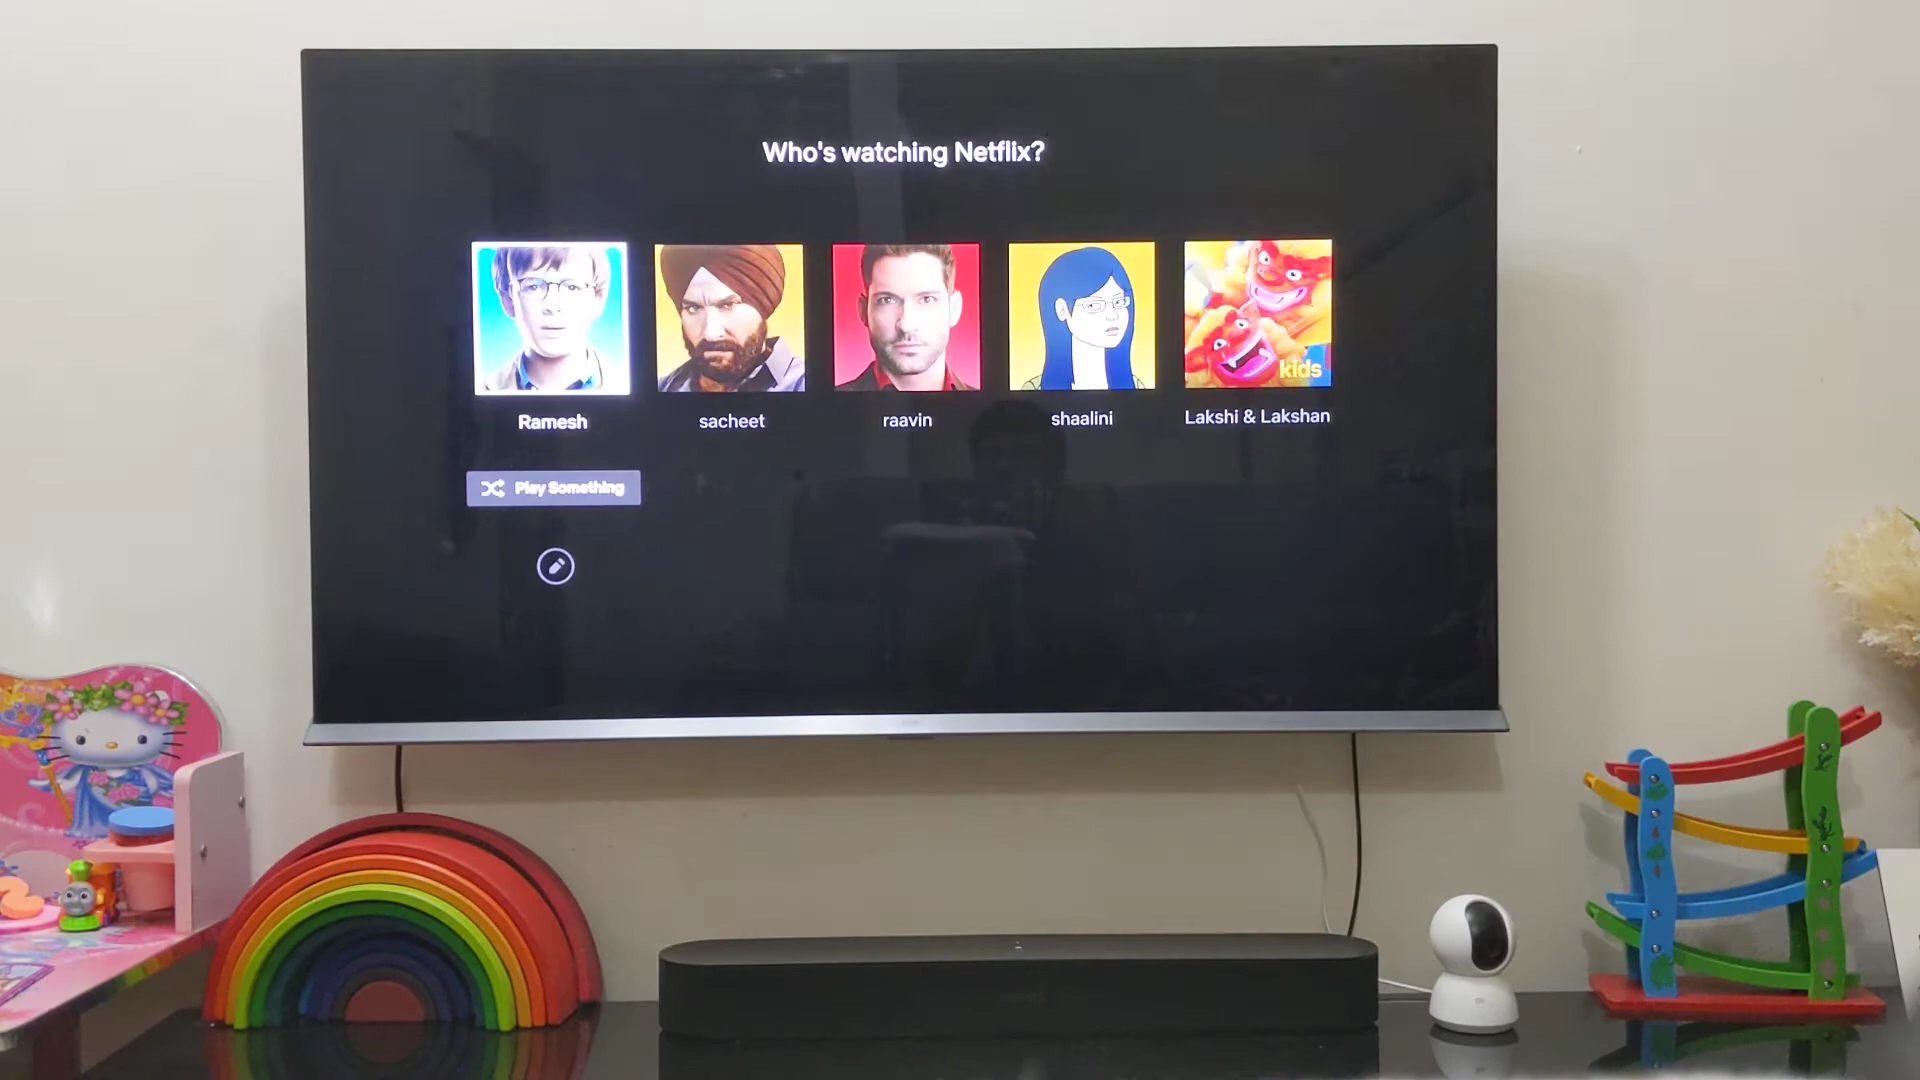 Who's watching Netflix?
kids
Ramesh
sacheet
raavin
shaalini
Lakshi & Lakshan
Play Something